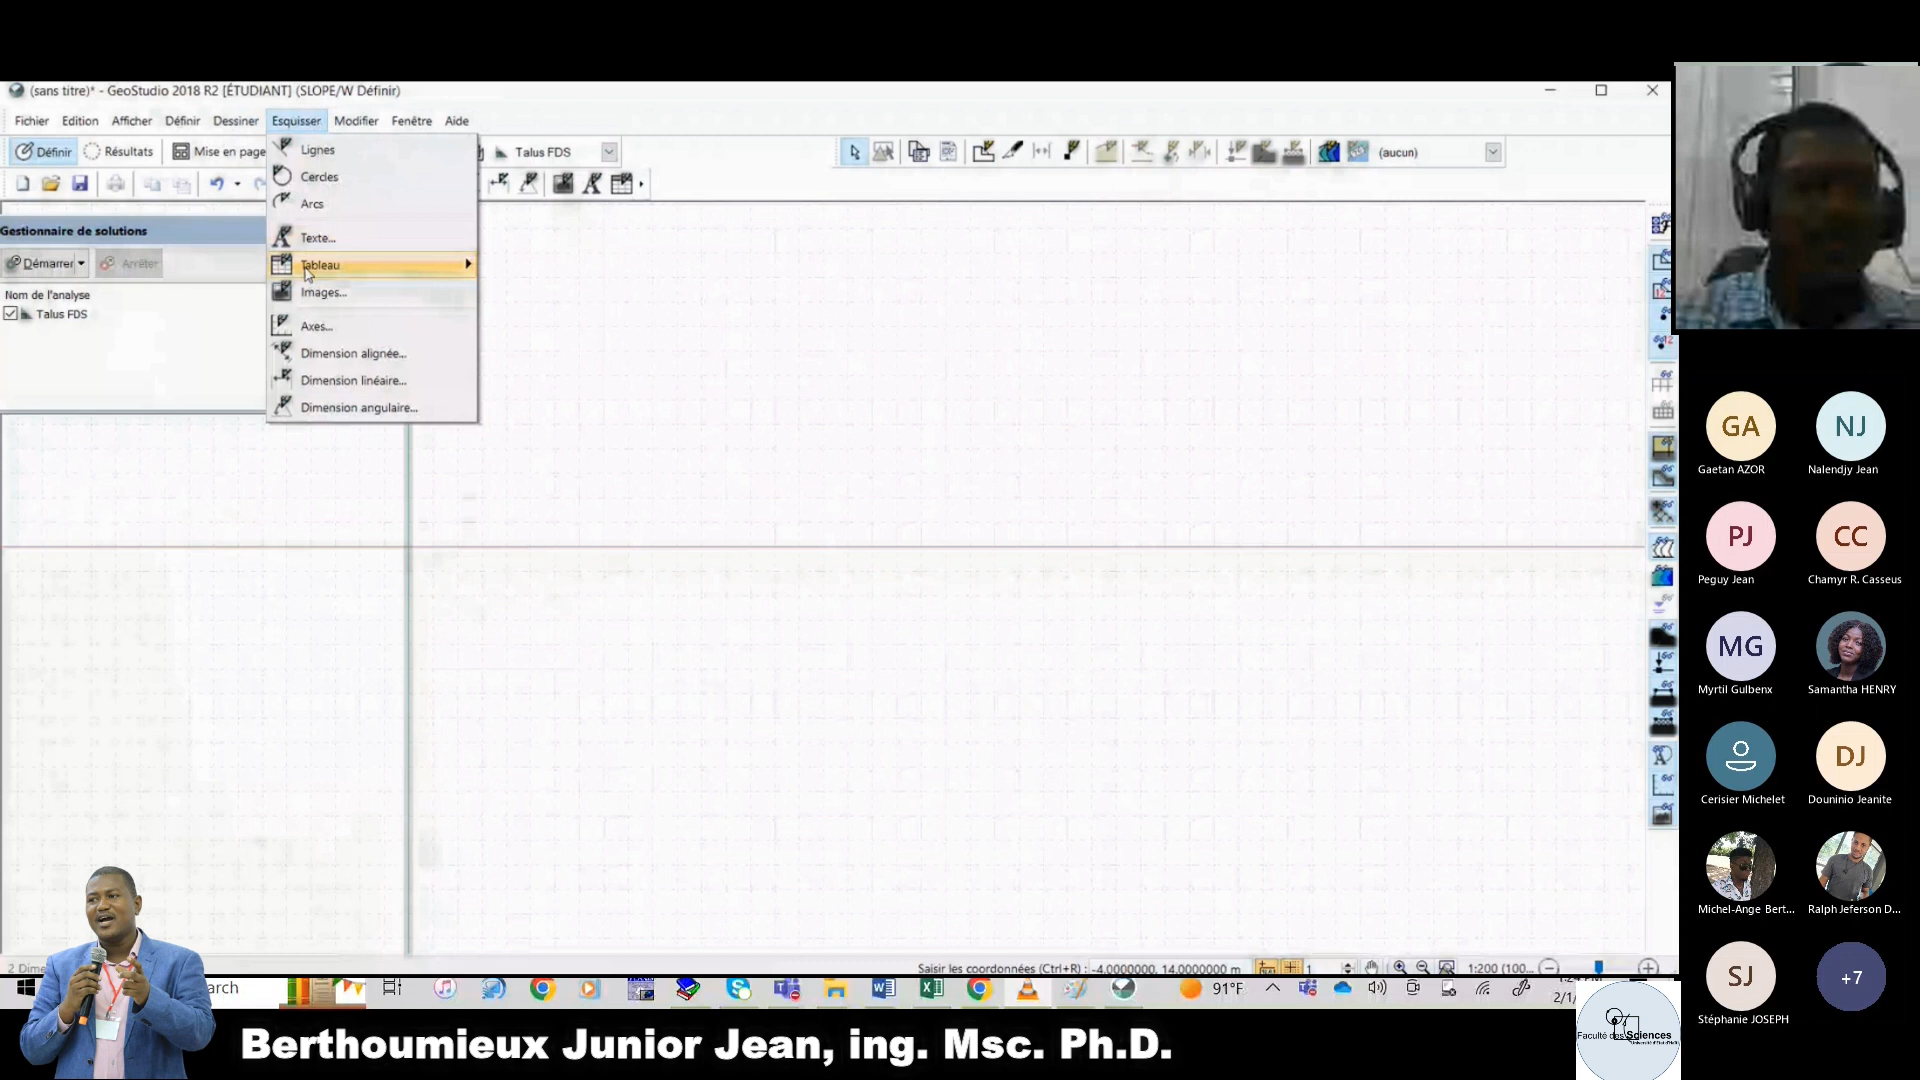 (sans titre)* - GeoStudio 2018 R2 [ÉTUDIANT] (SLOPE/W Définir)
Fichier Edition Afficher Définir Dessiner Esquisser Modifier Fenêtre Aide
Définir Résultats Mise en page Talus FDS (aucun)
Lignes
Cercles
Arcs
Texte...
Tableau
Images...
Axes...
Dimension alignée...
Dimension linéaire...
Dimension angulaire...
Gestionnaire de solutions
Démarrer Arrêter
Nom de l'analyse
Talus FDS
GA NJ
Gaetan AZOR Nalendjy Jean
PJ CC
Peguy Jean Chamyr R. Casseus
MG
Myrtil Gulbenx Samantha HENRY
DJ
Cerisier Michelet Douninio Jeanite
Michel-Ange Bert... Ralph Jeferson D...
SJ +7
Stéphanie JOSEPH
Saisir les coordonnées (Ctrl+R) : -4.0000000, 14.0000000 m 1 1:200 (100...
arch 91°F
Berthoumieux Junior Jean, ing. Msc. Ph.D.
Faculté des Sciences